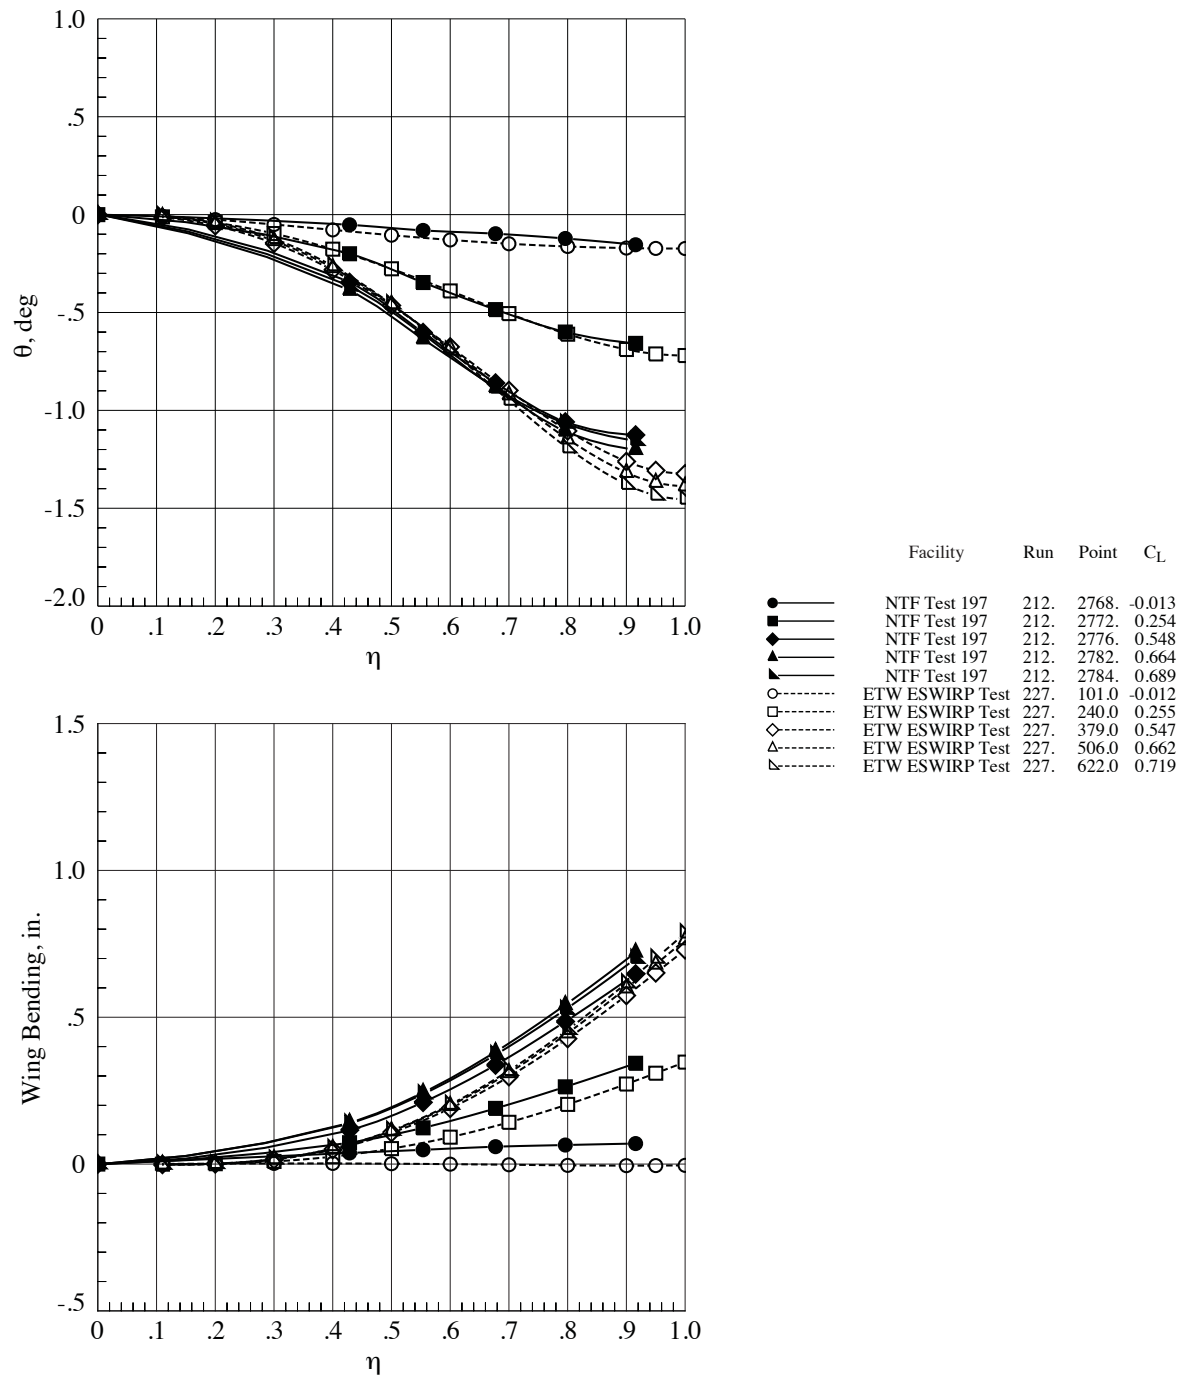 1.0
.5
0
-.5
-1.0
-1.5
-2.0
θ, deg
0 .1 .2 .3 .4 .5 .6 .7 .8 .9 1.0
η
Facility Run Point CL
NTF Test 197 212. 2768. -0.013
NTF Test 197 212. 2772. 0.254
NTF Test 197 212. 2776. 0.548
NTF Test 197 212. 2782. 0.664
NTF Test 197 212. 2784. 0.689
ETW ESWIRP Test 227. 101.0 -0.012
ETW ESWIRP Test 227. 240.0 0.255
ETW ESWIRP Test 227. 379.0 0.547
ETW ESWIRP Test 227. 506.0 0.662
ETW ESWIRP Test 227. 622.0 0.719
1.5
1.0
.5
0
-.5
Wing Bending, in.
0 .1 .2 .3 .4 .5 .6 .7 .8 .9 1.0
η